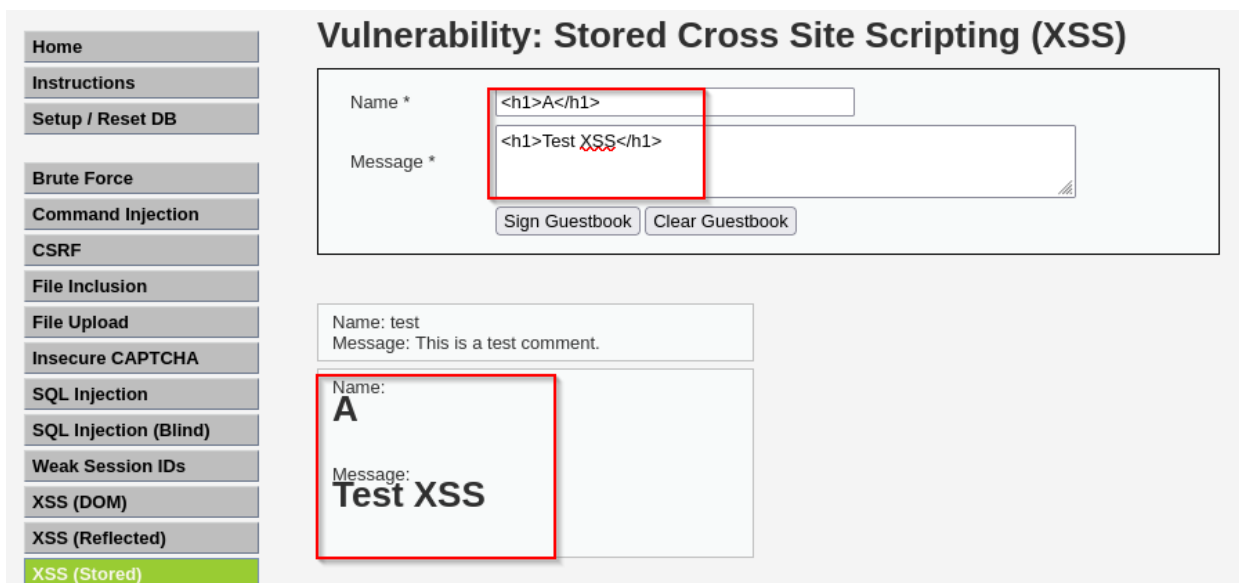 Home
Instructions
Setup / Reset DB
Brute Force
Command Injection
CSRF
File Inclusion
File Upload
Insecure CAPTCHA
SQL Injection
SQL Injection (Blind)
Weak Session IDs
XSS (DOM)
XSS (Reflected)
XSS (Stored)
Vulnerability: Stored Cross Site Scripting (XSS)
Name * <h1>A</h1>
Message * <h1>Test XSS</h1>
Sign Guestbook Clear Guestbook
Name: test
Message: This is a test comment.
Name:
A
Message:
Test XSS